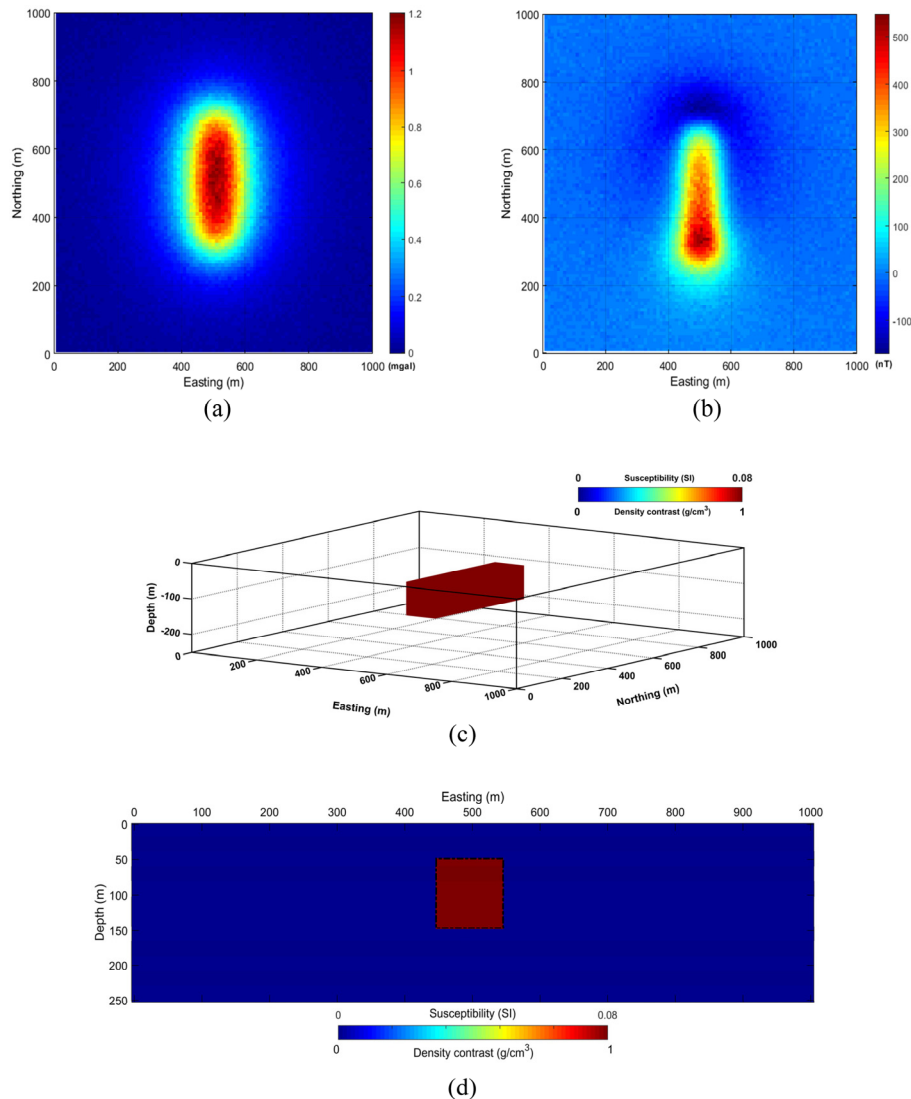 1000
800
600
400
200
0
Northing (m)
0 200 400 600 800 1000
Easting (m)
1.2
1
0.8
0.6
0.4
0.2
0
(mgal)
(a)
1000
800
600
400
200
0
Northing (m)
0 200 400 600 800 1000
Easting (m)
500
400
300
200
100
0
-100
(nT)
(b)
0 Susceptibility (SI) 0.08
0 Density contrast (g/cm³) 1
0
-100
-200
Depth (m)
0 200 400 600 800 1000
Easting (m)
0 200 400 600 800 1000
Northing (m)
(c)
Easting (m)
0 100 200 300 400 500 600 700 800 900 1000
0
50
100
150
200
250
Depth (m)
0 Susceptibility (SI) 0.08
0 Density contrast (g/cm³) 1
(d)